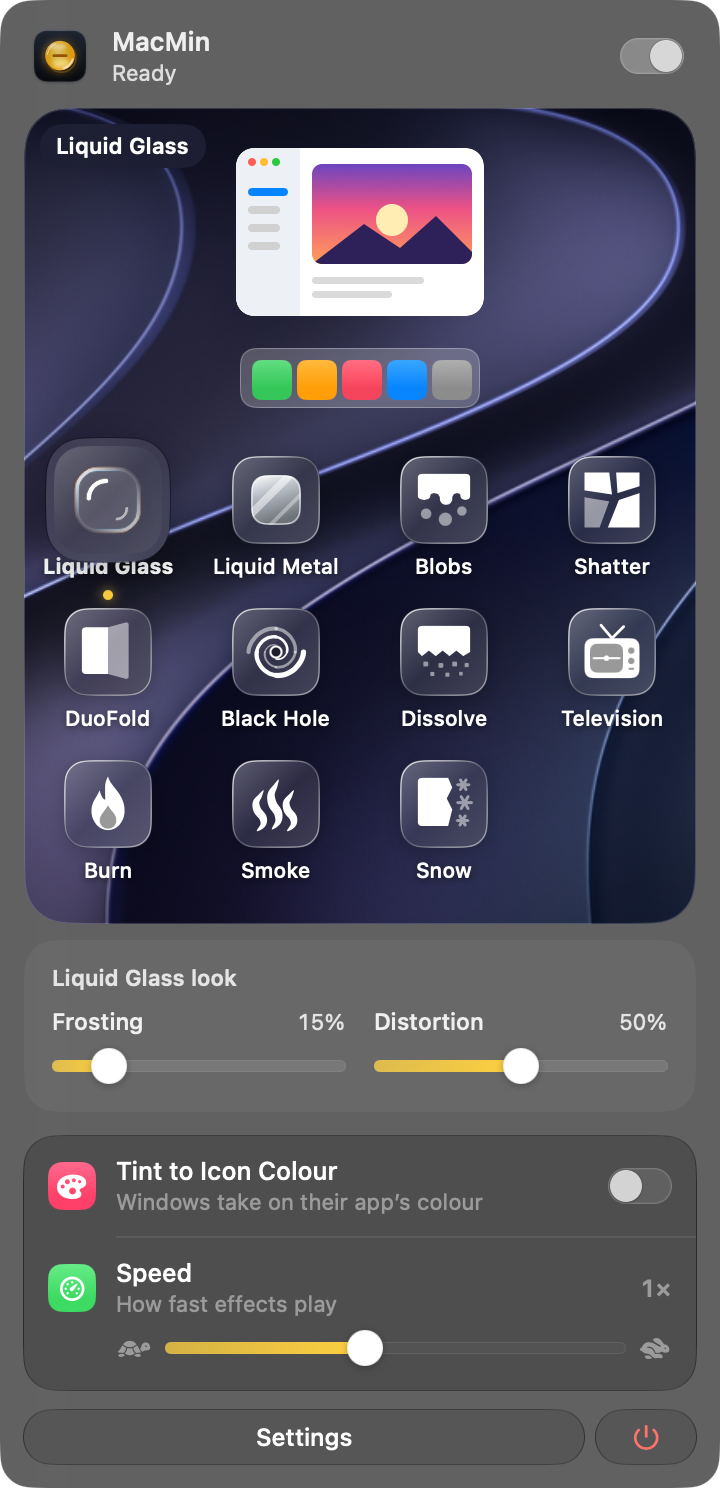 MacMin
Ready
Liquid Glass
Liquid Glass
Liquid Metal
Blobs
Shatter
DuoFold
Black Hole
Dissolve
Television
Burn
Smoke
Snow
Liquid Glass look
Frosting 15% Distortion 50%
Tint to Icon Colour
Windows take on their app’s colour
Speed
1×
How fast effects play
Settings